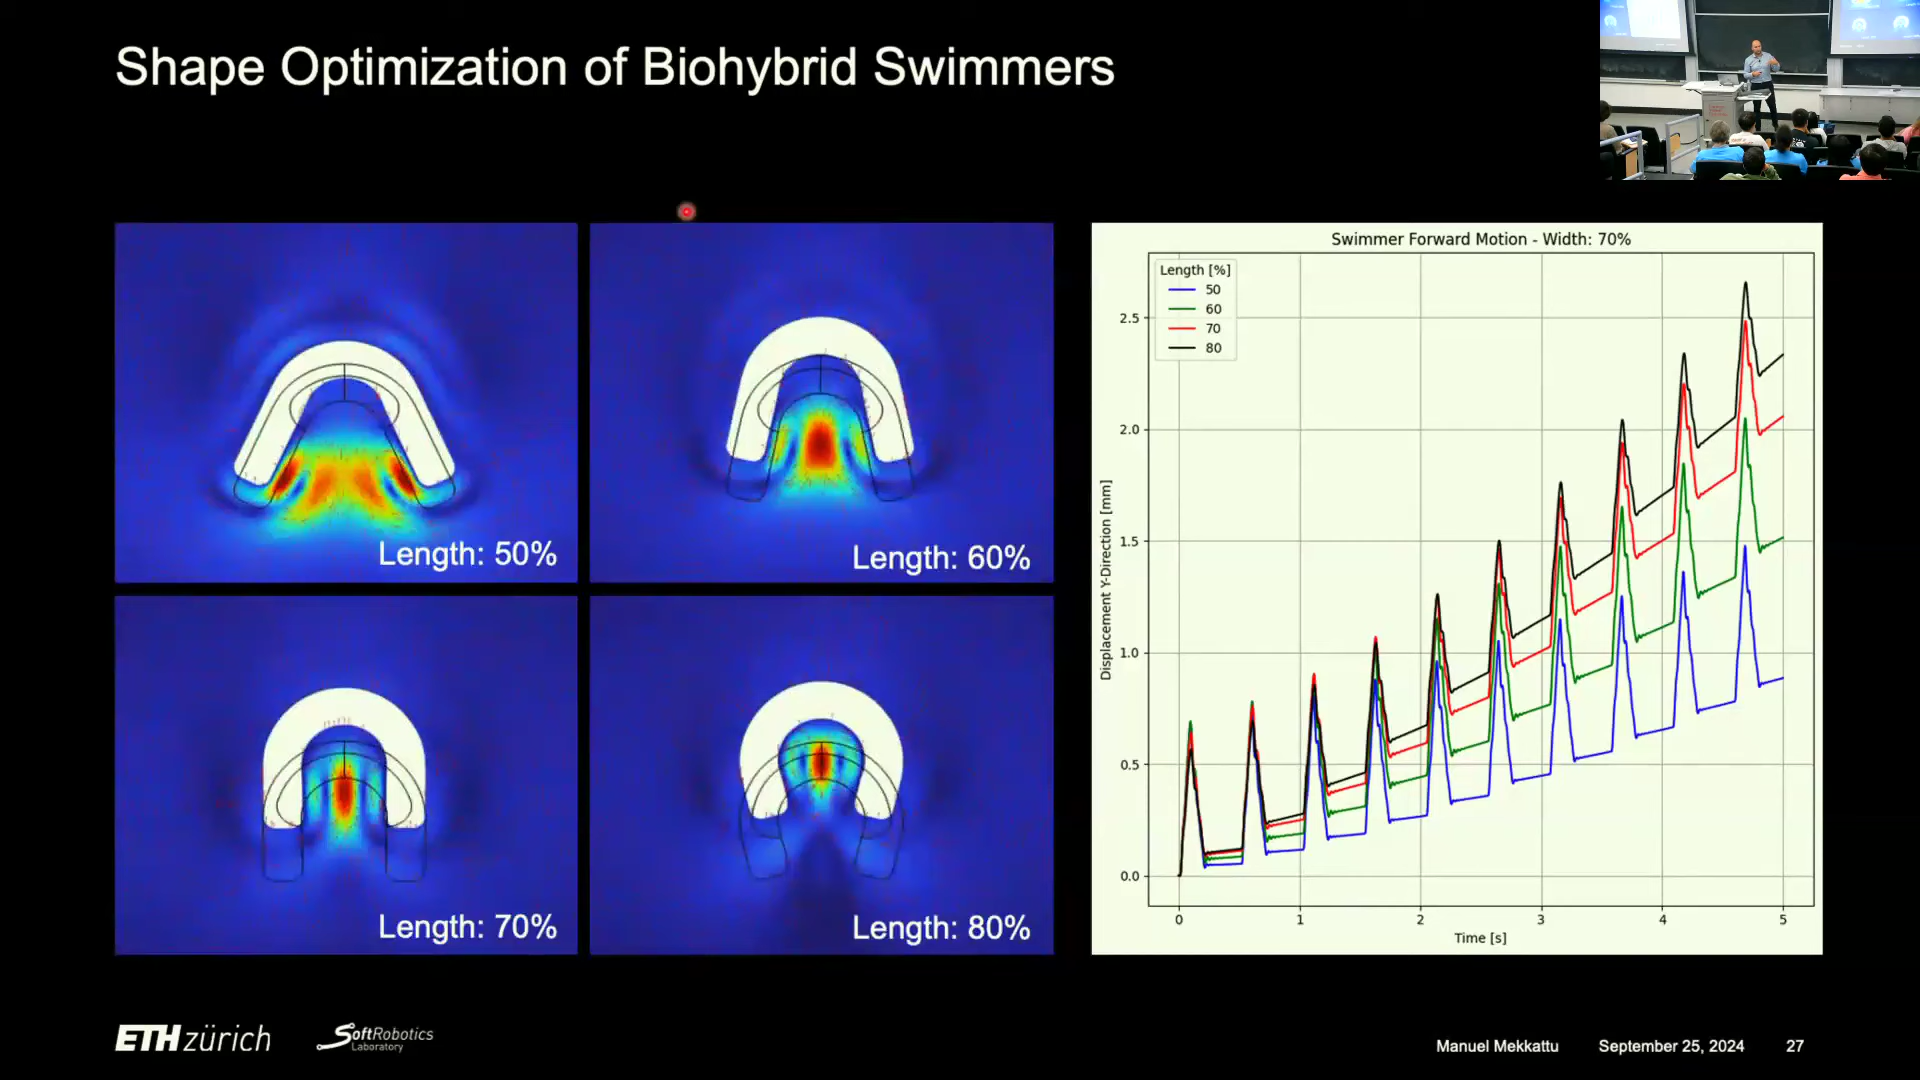 Shape Optimization of Biohybrid Swimmers
Length: 50%
Length: 60%
Length: 70%
Length: 80%
Swimmer Forward Motion - Width: 70%
Length [%]
50
60
70
80
Displacement Y-Direction [mm]
2.5
2.0
1.5
1.0
0.5
0.0
0 1 2 3 4 5
Time [s]
ETH zürich
SoftRobotics
Laboratory
Manuel Mekkattu September 25, 2024 27